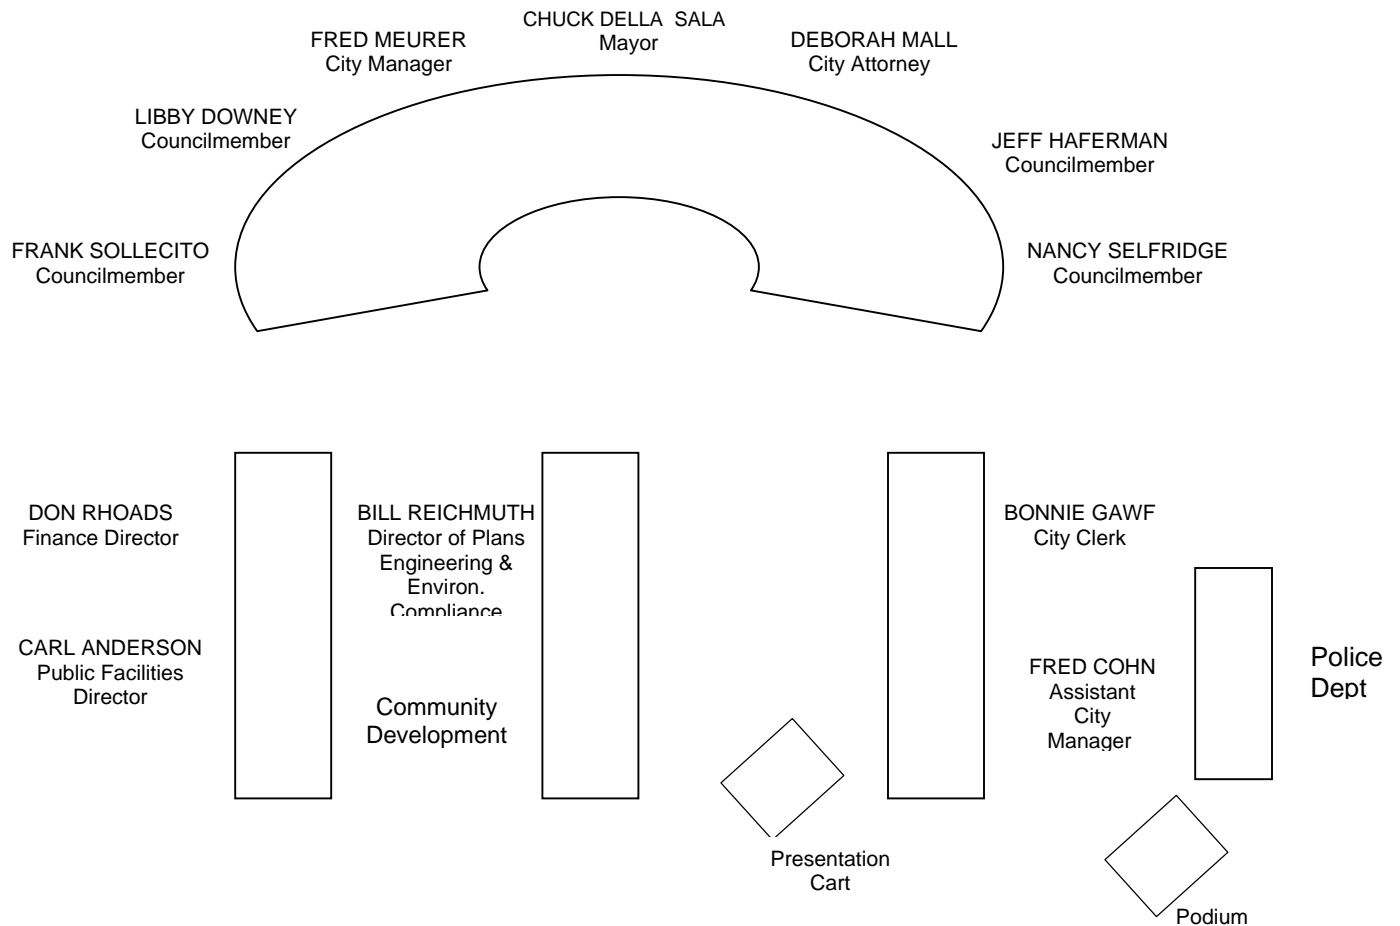 CHUCK DELLA  SALA
Mayor
FRED MEURER
City Manager
DEBORAH MALL
City Attorney
LIBBY DOWNEY
Councilmember
JEFF HAFERMAN
Councilmember
FRANK SOLLECITO
Councilmember
NANCY SELFRIDGE
Councilmember
DON RHOADS
Finance Director
BILL REICHMUTH
Director of Plans
Engineering &
Environ.
Compliance
BONNIE GAWF
City Clerk
CARL ANDERSON
Public Facilities
Director
Community
Development
FRED COHN
Assistant
City
Manager
Police
Dept
Presentation
Cart
Podium